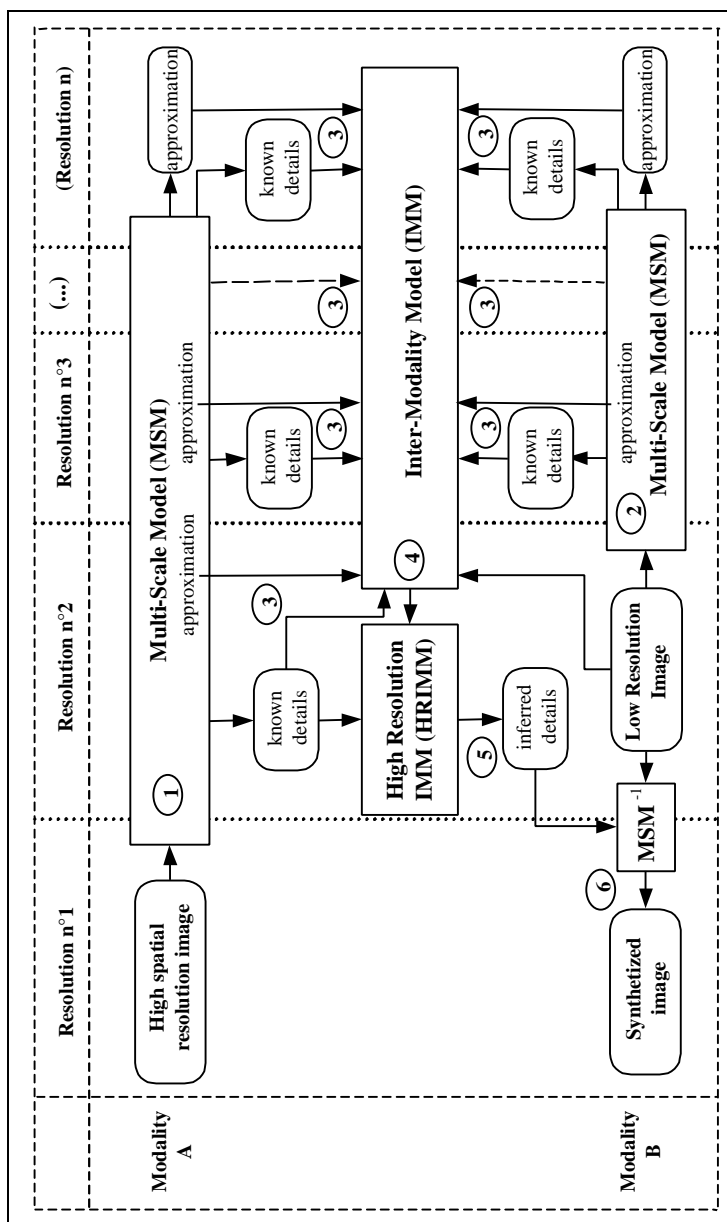 Resolution n°1
Resolution n°2
Resolution n°3
(...)
(Resolution n)
Modality
A
High spatial
resolution image
1
Multi-Scale Model (MSM)
approximation
approximation
approximation
known
details
3
known
details
3
3
known
details
3
High Resolution
IMM (HRIMM)
4
Inter-Modality Model (IMM)
5
inferred
details
3
known
details
3
3
known
details
Modality
B
Synthetized
image
6
MSM -1
Low Resolution
Image
2
Multi-Scale Model (MSM)
approximation
approximation